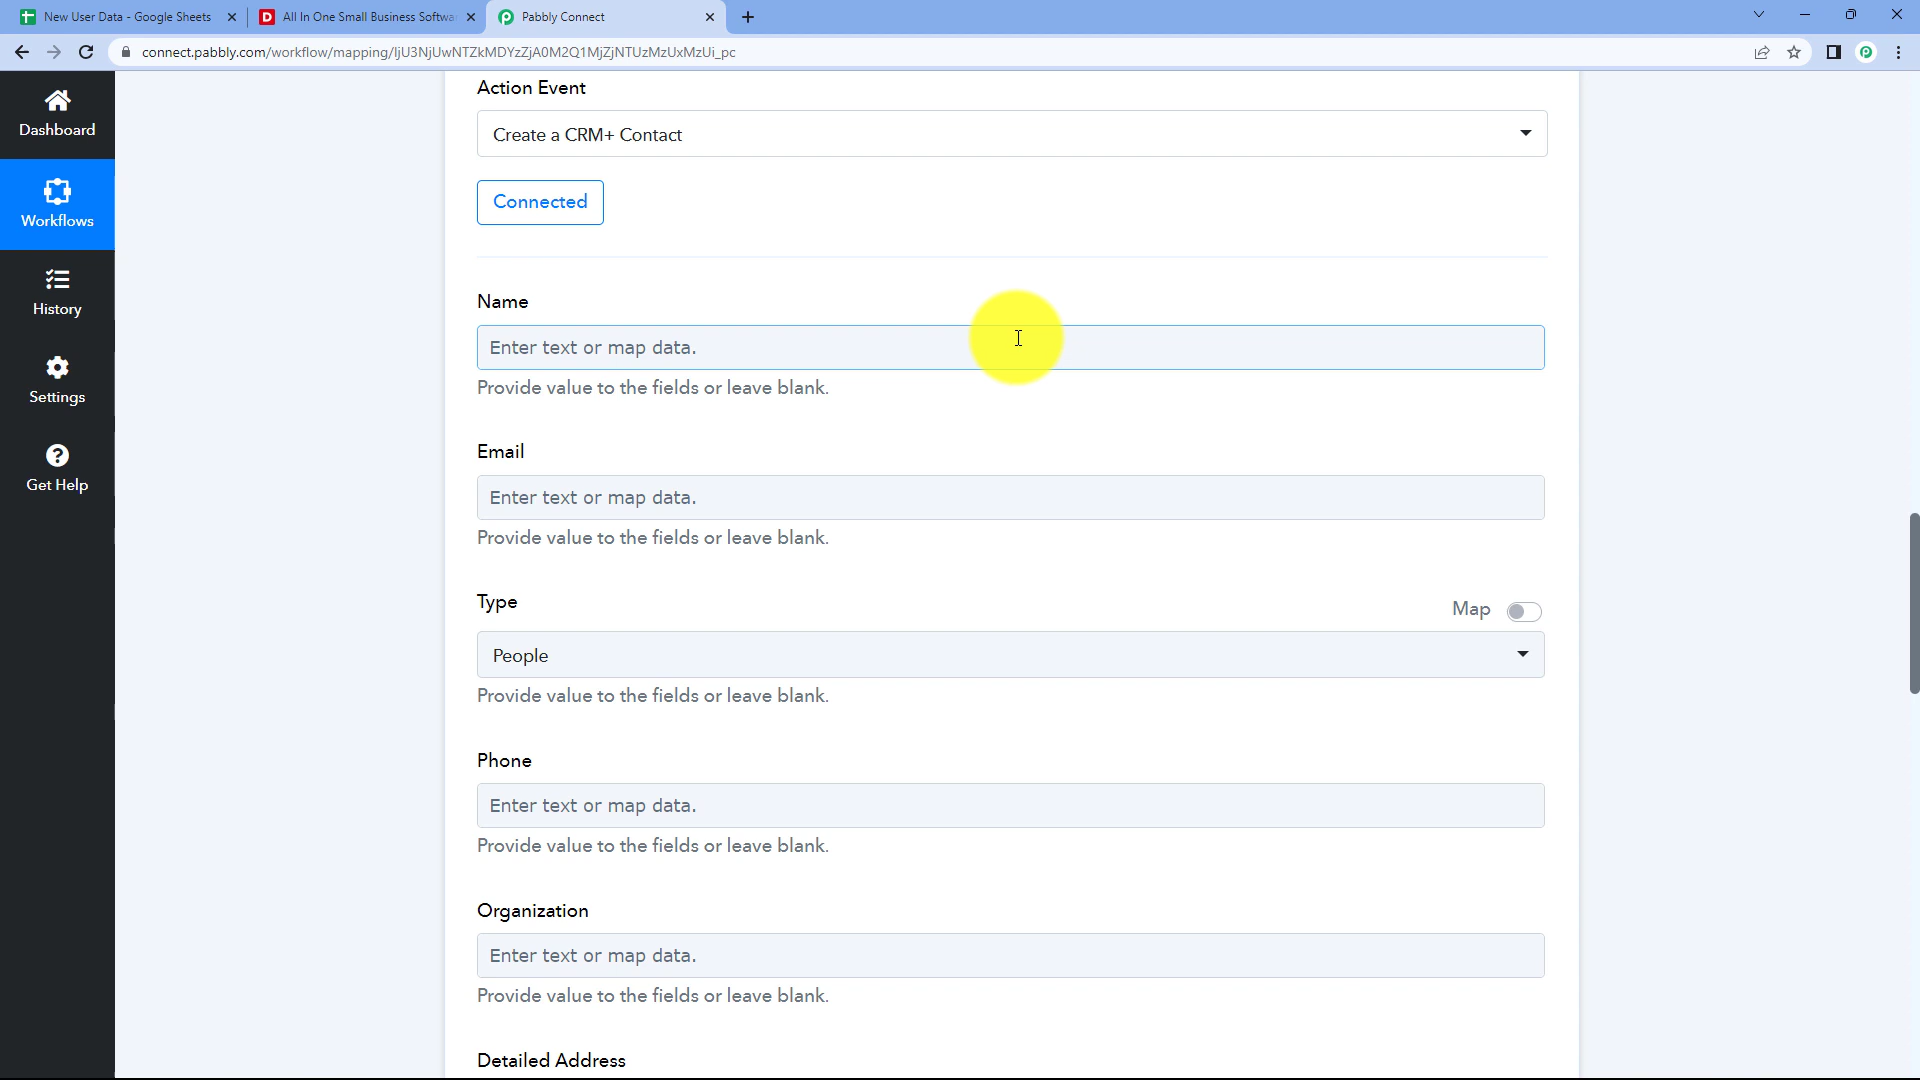 New User Data - Google Sheets
All In One Small Business Softwa
Pabbly Connect
connect.pabbly.com/workflow/mapping/IjU3NjUwNTZkMDYzZjA0M2Q1MjZjNTUzMzUxMzUi_pc
Dashboard
Workflows
History
Settings
Get Help
Action Event
Create a CRM+ Contact
Connected
Name
Enter text or map data.
Provide value to the fields or leave blank.
Email
Enter text or map data.
Provide value to the fields or leave blank.
Type
Map
People
Provide value to the fields or leave blank.
Phone
Enter text or map data.
Provide value to the fields or leave blank.
Organization
Enter text or map data.
Provide value to the fields or leave blank.
Detailed Address